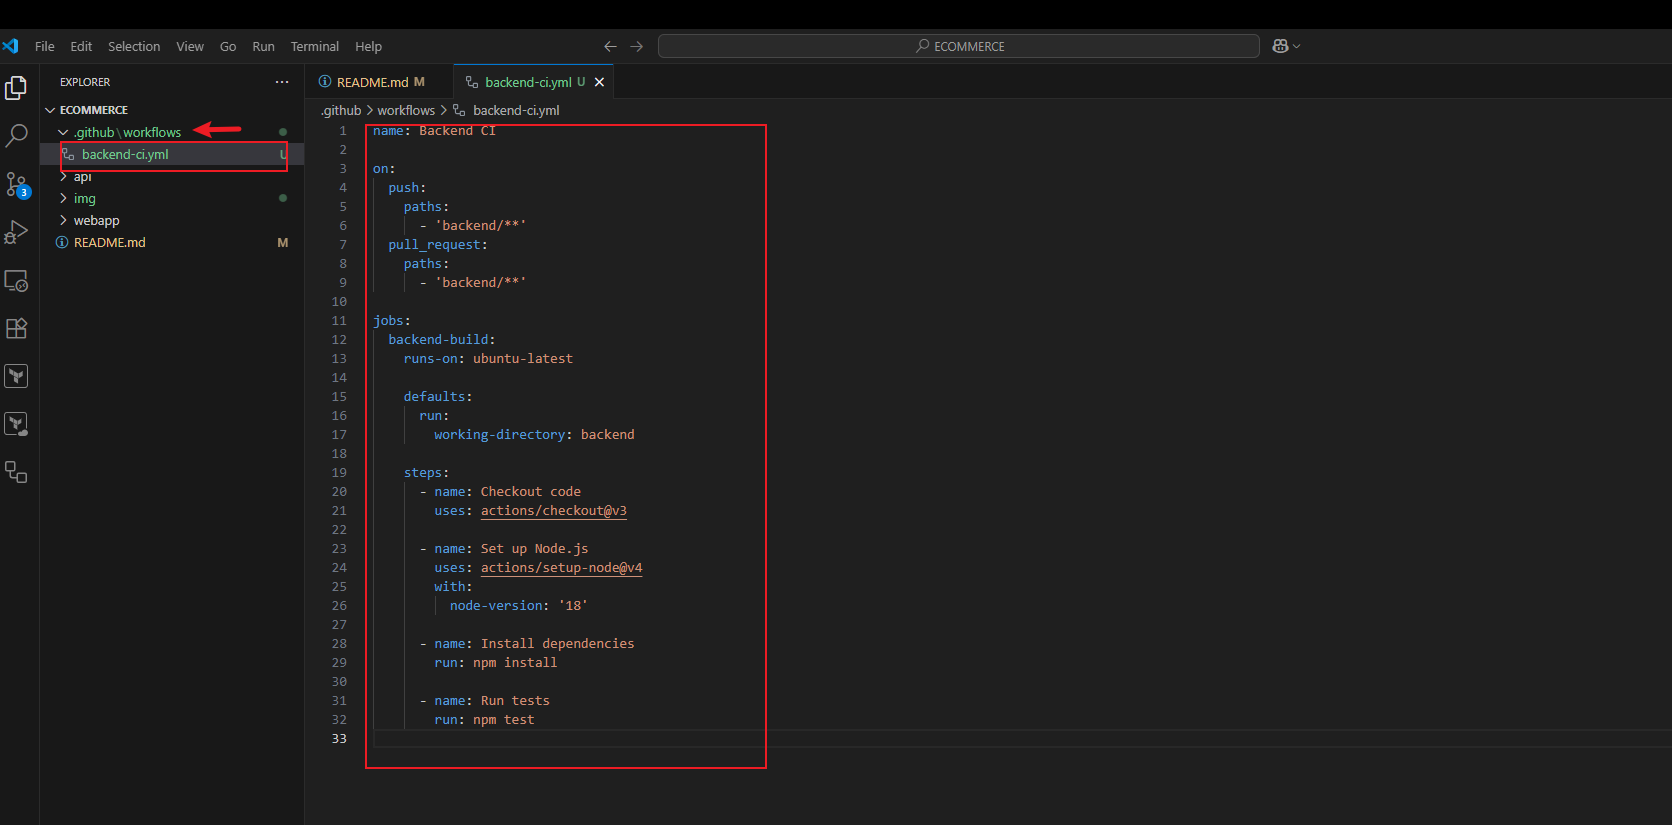 File Edit Selection View Go Run Terminal Help
ECOMMERCE
EXPLORER
ECOMMERCE
.github\workflows
backend-ci.yml U
api
img
webapp
README.md M
3
README.md M
backend-ci.yml U
.github > workflows > backend-ci.yml
1 name: Backend CI
2
3 on:
4 push:
5 paths:
6 - 'backend/**'
7 pull_request:
8 paths:
9 - 'backend/**'
10
11 jobs:
12 backend-build:
13 runs-on: ubuntu-latest
14
15 defaults:
16 run:
17 working-directory: backend
18
19 steps:
20 - name: Checkout code
21 uses: actions/checkout@v3
22
23 - name: Set up Node.js
24 uses: actions/setup-node@v4
25 with:
26 node-version: '18'
27
28 - name: Install dependencies
29 run: npm install
30
31 - name: Run tests
32 run: npm test
33